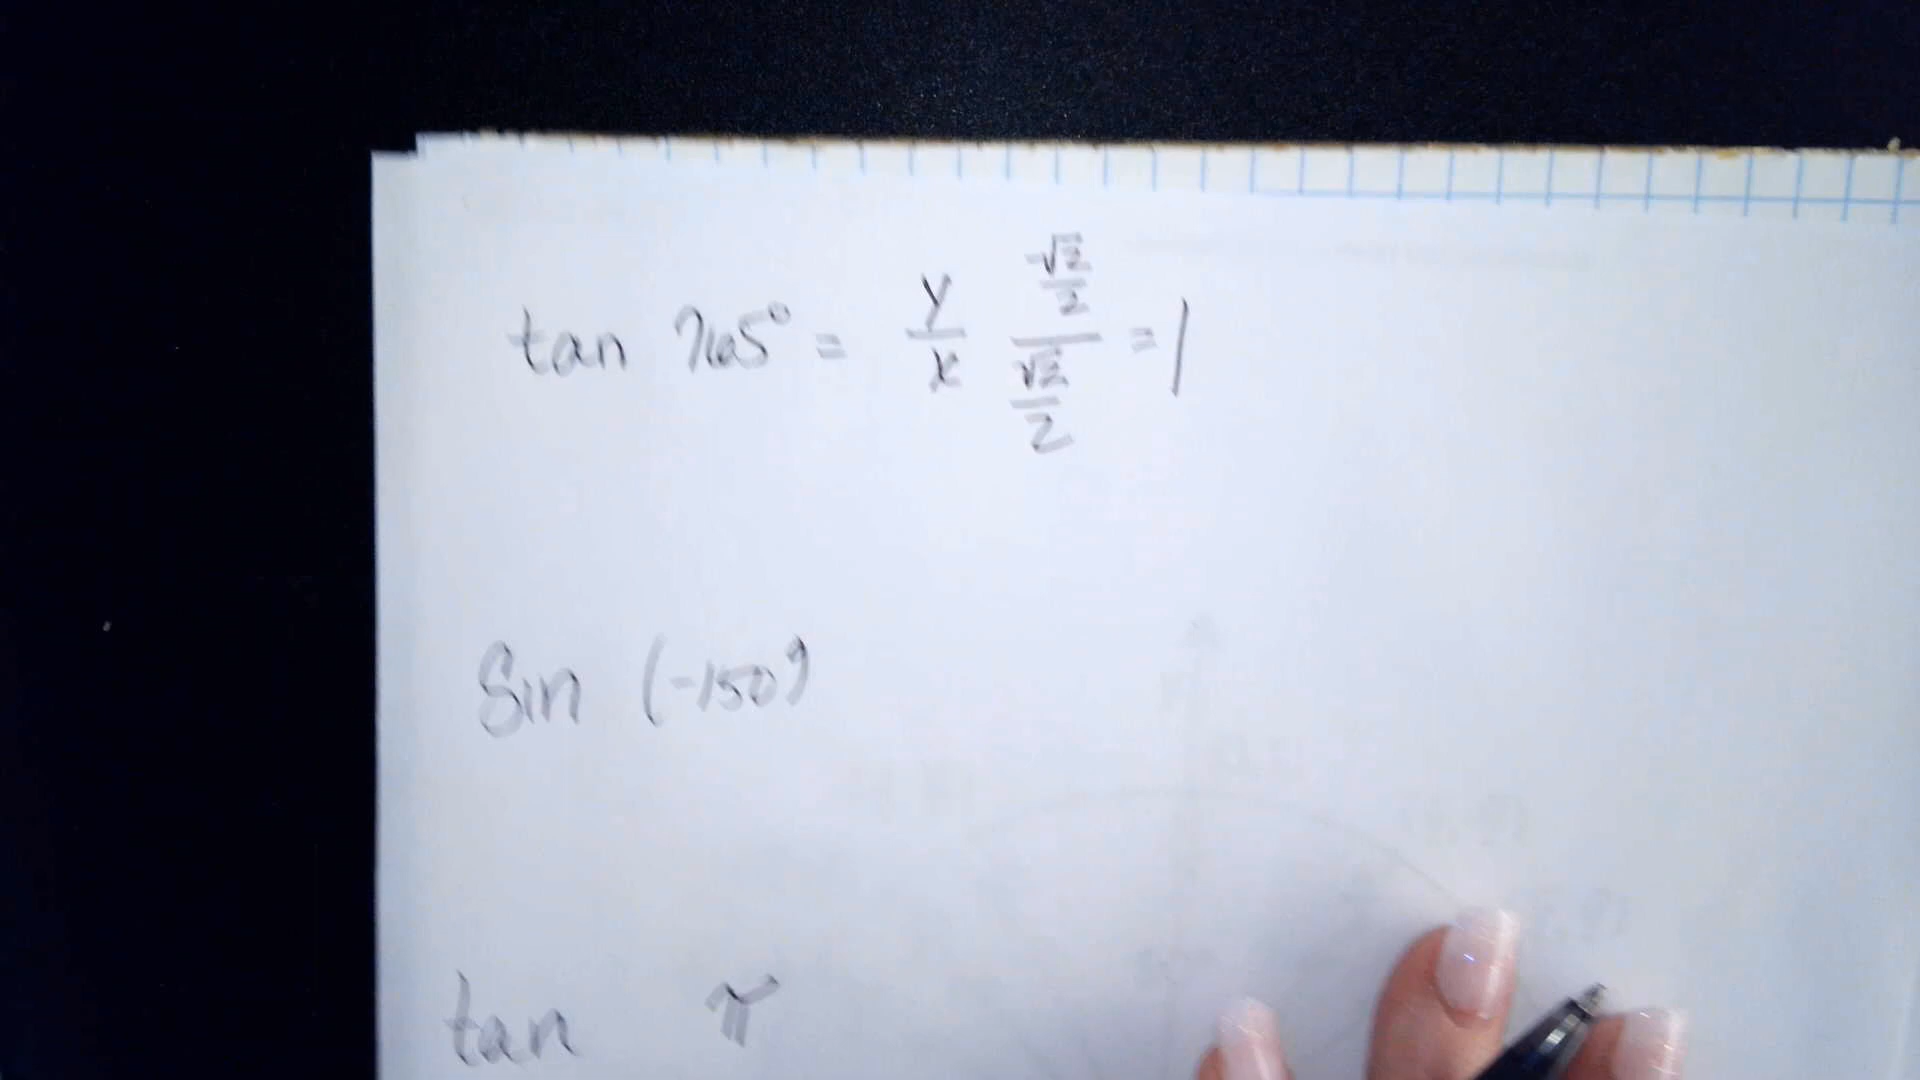 tan 765° = y/x (-√2/2)/(√2/2) = 1
Sin (-150°)
tan π